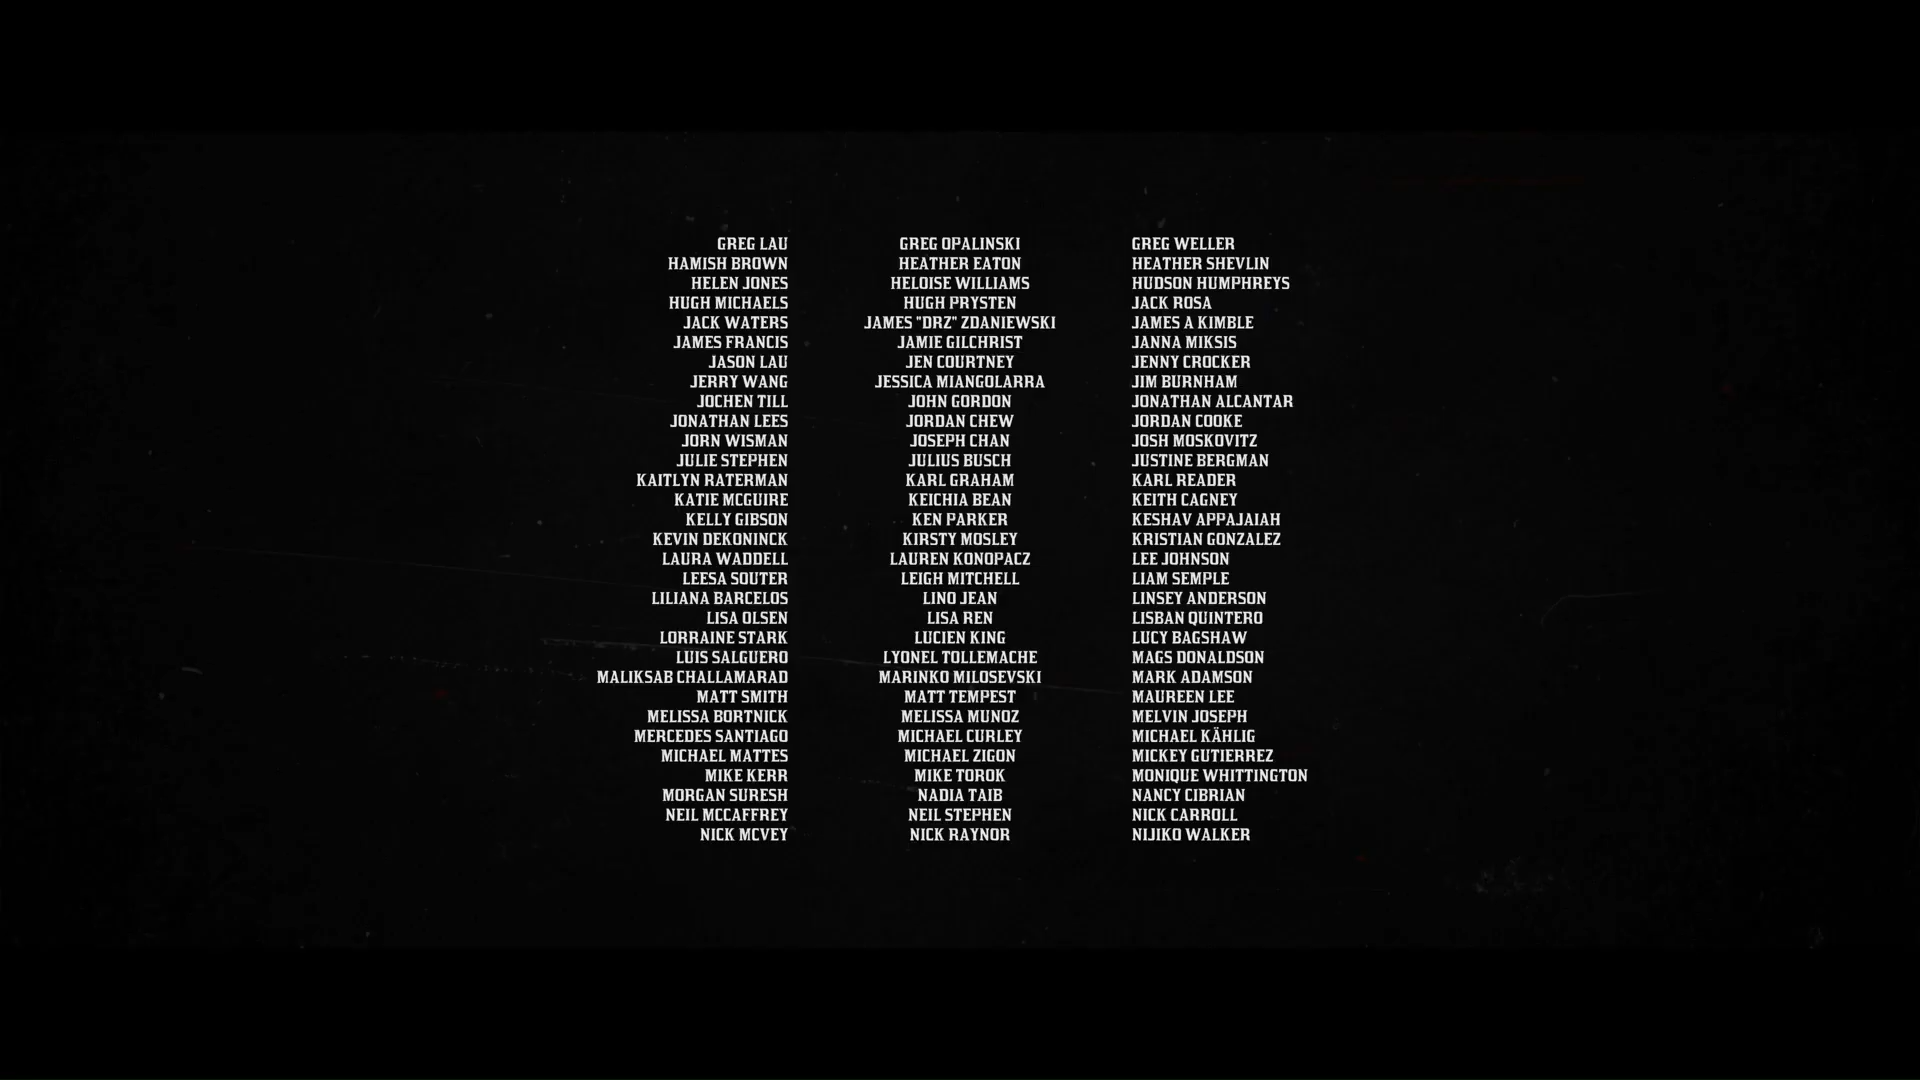 GREG LAU GREG OPALINSKI GREG WELLER
HAMISH BROWN HEATHER EATON HEATHER SHEVLIN
HELEN JONES HELOISE WILLIAMS HUDSON HUMPHREYS
HUGH MICHAELS HUGH PRYSTEN JACK ROSA
JACK WATERS JAMES "DRZ" ZDANIEWSKI JAMES A KIMBLE
JAMES FRANCIS JAMIE GILCHRIST JANNA MIKSIS
JASON LAU JEN COURTNEY JENNY CROCKER
JERRY WANG JESSICA MIANGOLARRA JIM BURNHAM
JOCHEN TILL JOHN GORDON JONATHAN ALCANTAR
JONATHAN LEES JORDAN CHEW JORDAN COOKE
JORN WISMAN JOSEPH CHAN JOSH MOSKOVITZ
JULIE STEPHEN JULIUS BUSCH JUSTINE BERGMAN
KAITLYN RATERMAN KARL GRAHAM KARL READER
KATIE MCGUIRE KEICHIA BEAN KEITH CAGNEY
KELLY GIBSON KEN PARKER KESHAV APPAJAIAH
KEVIN DEKONINCK KIRSTY MOSLEY KRISTIAN GONZALEZ
LAURA WADDELL LAUREN KONOPACZ LEE JOHNSON
LEESA SOUTER LEIGH MITCHELL LIAM SEMPLE
LILIANA BARCELOS LINO JEAN LINSEY ANDERSON
LISA OLSEN LISA REN LISBAN QUINTERO
LORRAINE STARK LUCIEN KING LUCY BAGSHAW
LUIS SALGUERO LYONEL TOLLEMACHE MAGS DONALDSON
MALIKSAB CHALLAMARAD MARINKO MILOSEVSKI MARK ADAMSON
MATT SMITH MATT TEMPEST MAUREEN LEE
MELISSA BORTNICK MELISSA MUNOZ MELVIN JOSEPH
MERCEDES SANTIAGO MICHAEL CURLEY MICHAEL KÄHLIG
MICHAEL MATTES MICHAEL ZIGON MICKEY GUTIERREZ
MIKE KERR MIKE TOROK MONIQUE WHITTINGTON
MORGAN SURESH NADIA TAIB NANCY CIBRIAN
NEIL MCCAFFREY NEIL STEPHEN NICK CARROLL
NICK MCVEY NICK RAYNOR NIJIKO WALKER